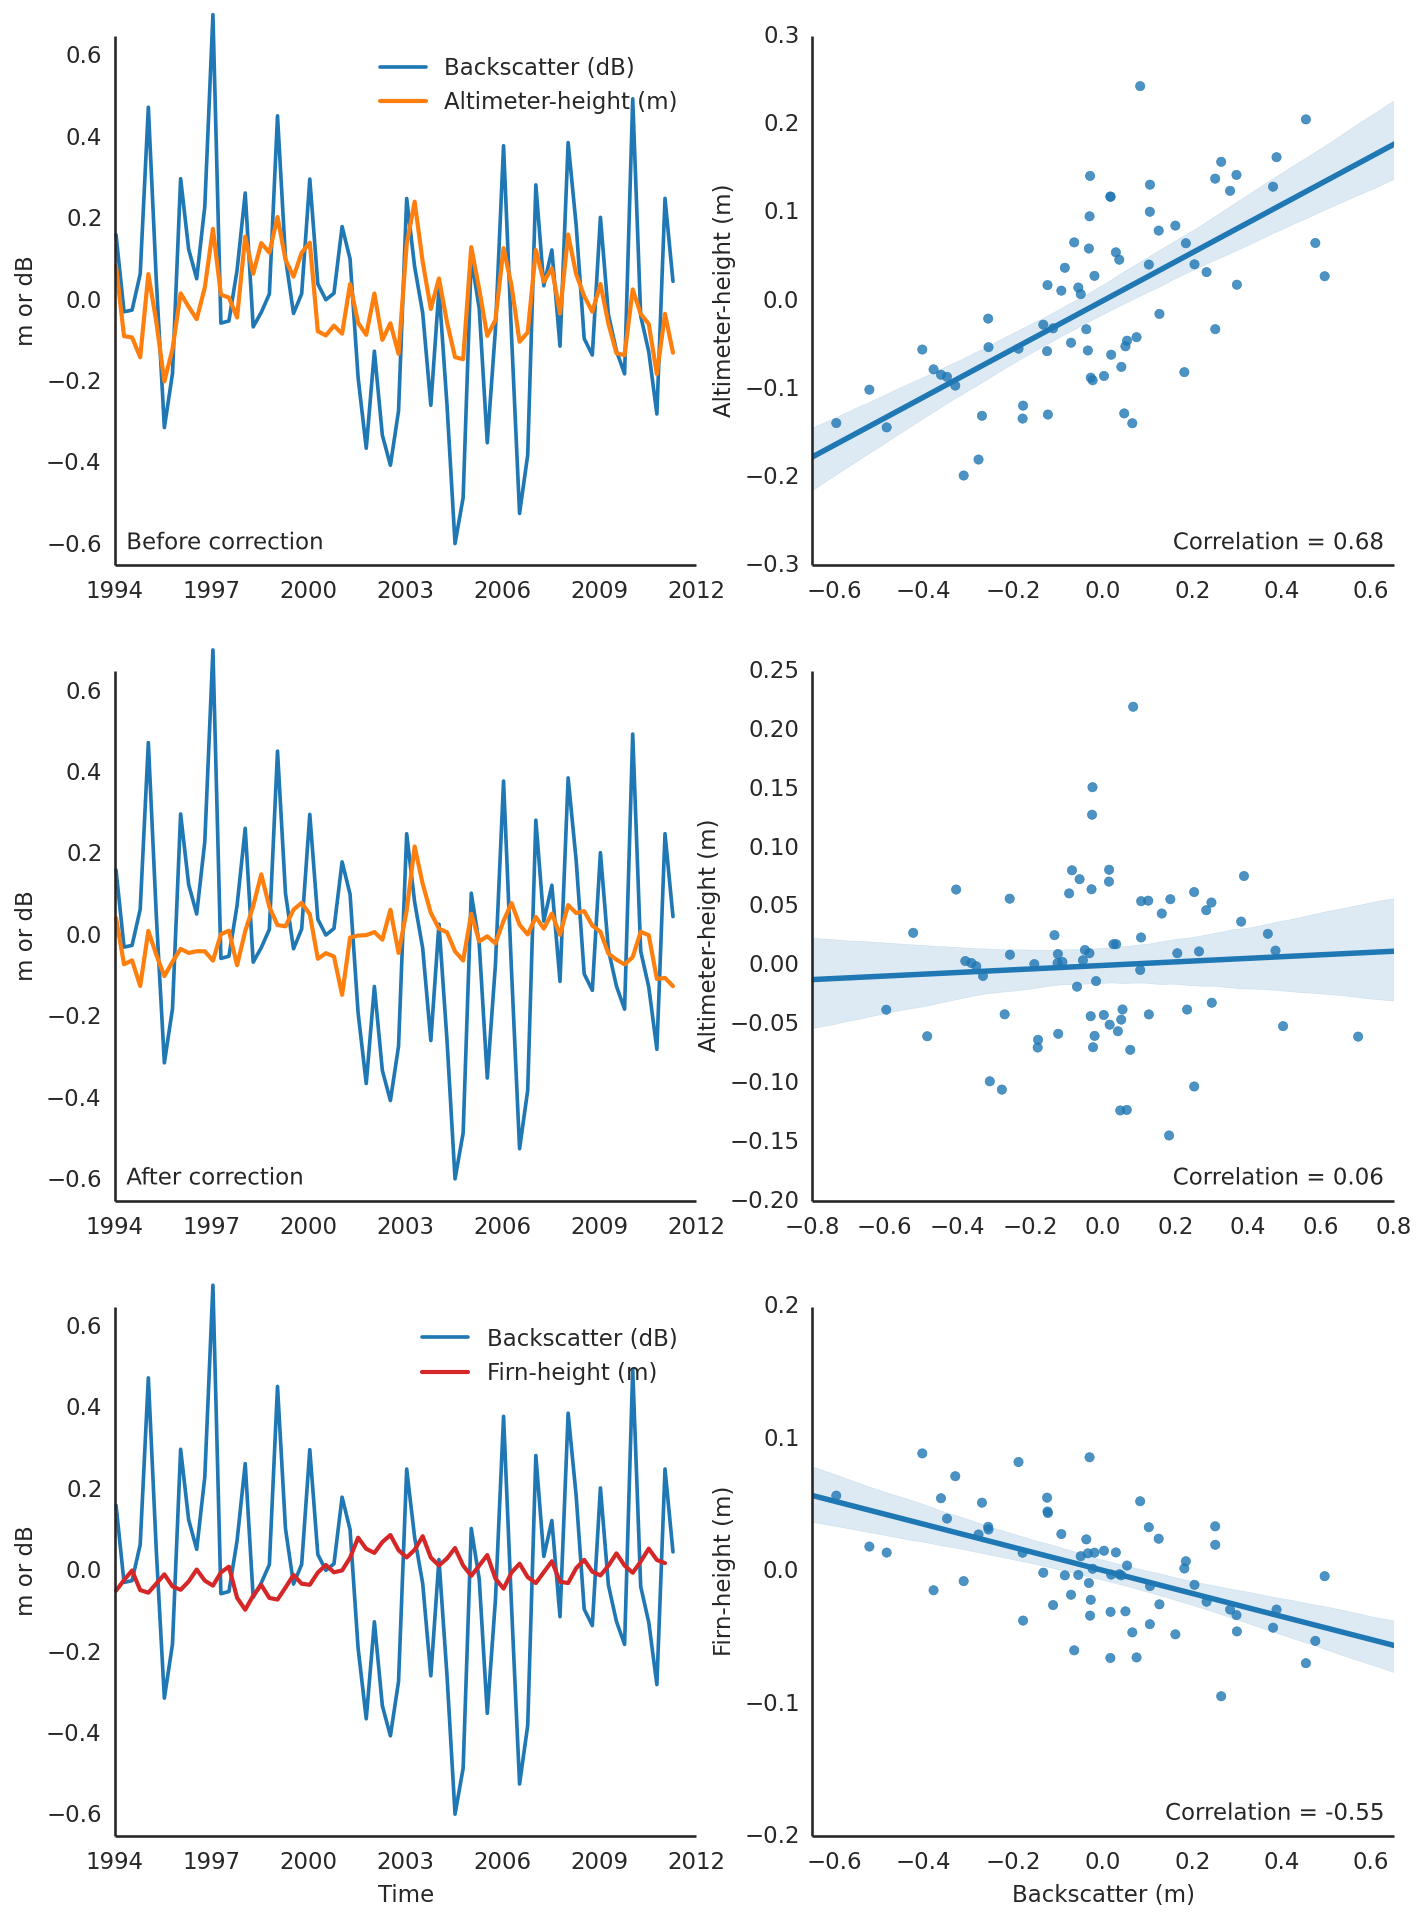 0.6
0.4
0.2
0.0
−0.2
−0.4
−0.6
m or dB
Backscatter (dB)
Altimeter-height (m)
Before correction
1994 1997 2000 2003 2006 2009 2012
0.3
0.2
0.1
0.0
−0.1
−0.2
−0.3
Altimeter-height (m)
Correlation = 0.68
−0.6 −0.4 −0.2 0.0 0.2 0.4 0.6
0.6
0.4
0.2
0.0
−0.2
−0.4
−0.6
m or dB
After correction
1994 1997 2000 2003 2006 2009 2012
0.25
0.20
0.15
0.10
0.05
0.00
−0.05
−0.10
−0.15
−0.20
Altimeter-height (m)
Correlation = 0.06
−0.8 −0.6 −0.4 −0.2 0.0 0.2 0.4 0.6 0.8
0.6
0.4
0.2
0.0
−0.2
−0.4
−0.6
m or dB
Backscatter (dB)
Firn-height (m)
1994 1997 2000 2003 2006 2009 2012
Time
0.2
0.1
0.0
−0.1
−0.2
Firn-height (m)
Correlation = -0.55
−0.6 −0.4 −0.2 0.0 0.2 0.4 0.6
Backscatter (m)